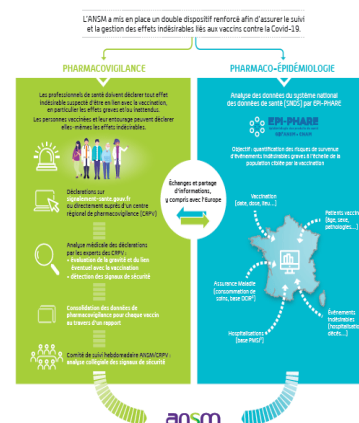 L'ANSM a mis en place un double dispositif renforcé afin d'assurer le suivi
et la gestion des effets indésirables liés aux vaccins contre la Covid-19.
PHARMACOVIGILANCE
Les professionnels de santé doivent déclarer tout effet
indésirable suspecté d'être en lien avec la vaccination,
en particulier les effets graves et/ou inattendus.
Les personnes vaccinées et leur entourage peuvent déclarer
elles-mêmes les effets indésirables.
Déclarations sur
signalement-sante.gouv.fr
ou directement auprès d'un centre
régional de pharmacovigilance (CRPV)
Analyse médicale des déclarations
par les experts des CRPV :
• évaluation de la gravité et du lien
éventuel avec la vaccination
• détection des signaux de sécurité
Consolidation des données de
pharmacovigilance pour chaque vaccin
au travers d'un rapport
Comité de suivi hebdomadaire ANSM/CRPV :
analyse collégiale des signaux de sécurité
Échanges et partage
d'informations,
y compris avec l'Europe
PHARMACO-ÉPIDÉMIOLOGIE
Analyse des données du système national
des données de santé (SNDS) par EPI-PHARE
EPI-PHARE
Objectif : quantification des risques de survenue
d'événements indésirables graves à l'échelle de la
population ciblée par la vaccination
Vaccination
(date, dose, lieu...)
Patients vaccin
(âge, sexe,
pathologies...)
Assurance Maladie
(consommation de
soins, base DCIR²)
Hospitalisations
(base PMSI³)
Événements
indésirables
(hospitalisatio
décès...)
ansm